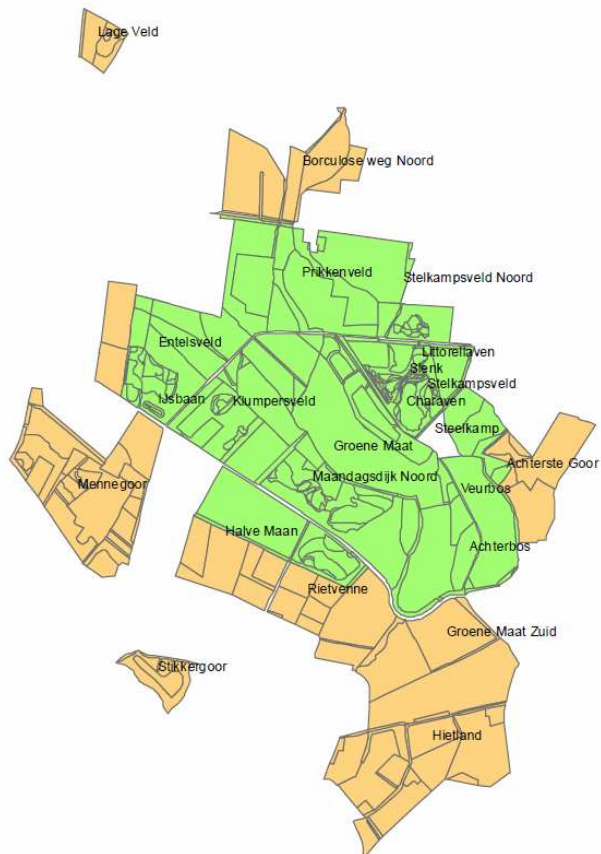 Lage Veld
Borculose weg Noord
Prikkenveld
Stelkampsveld Noord
Entelsveld
Littorellaven
Slenk
Stelkampsveld
IJsbaan
Klumpersveld
Charaven
Steelkamp
Groene Maat
Achterste Goor
Mennegoor
Maandagsdijk Noord
Veurbos
Halve Maan
Achterbos
Rietvenne
Groene Maat Zuid
Stikkergoor
Hietland